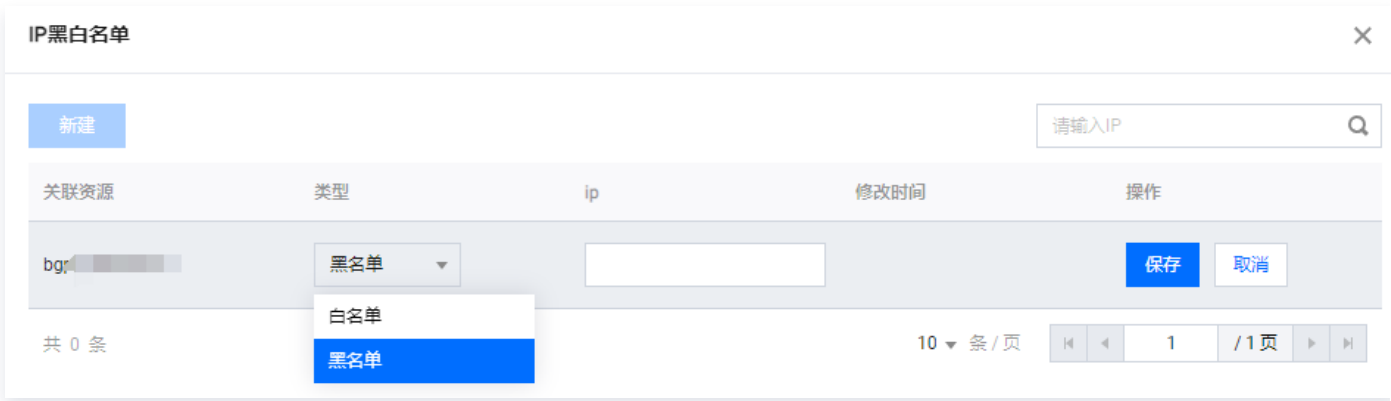 IP黑白名单
新建
请输入IP
关联资源 类型 ip 修改时间 操作
黑名单 保存 取消
白名单
黑名单
共 0 条 10 条 / 页 1 / 1 页